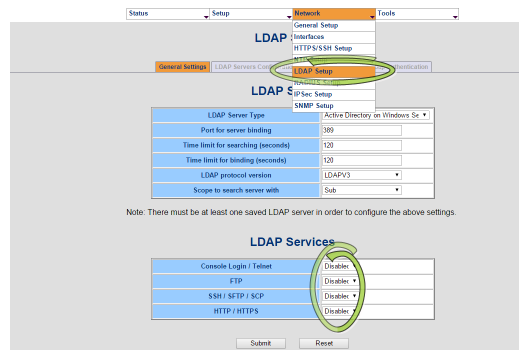 Status Setup Network Tools
General Setup
Interfaces
HTTPS/SSH Setup
LDAP
LDAP Setup
General Settings LDAP Servers
IPSec Setup
SNMP Setup
LDAP S
LDAP Server Type Active Directory on Windows Se
Port for server binding 389
Time limit for searching (seconds) 120
Time limit for binding (seconds) 120
LDAP protocol version LDAPV3
Scope to search server with Sub
Note: There must be at least one saved LDAP server in order to configure the above settings.
LDAP Services
Console Login / Telnet Disablec
FTP Disablec
SSH / SFTP / SCP Disablec
HTTP / HTTPS Disablec
Submit Reset